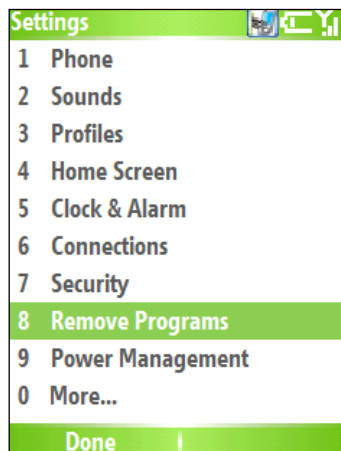 Settings
1 Phone
2 Sounds
3 Profiles
4 Home Screen
5 Clock & Alarm
6 Connections
7 Security
8 Remove Programs
9 Power Management
0 More...
Done